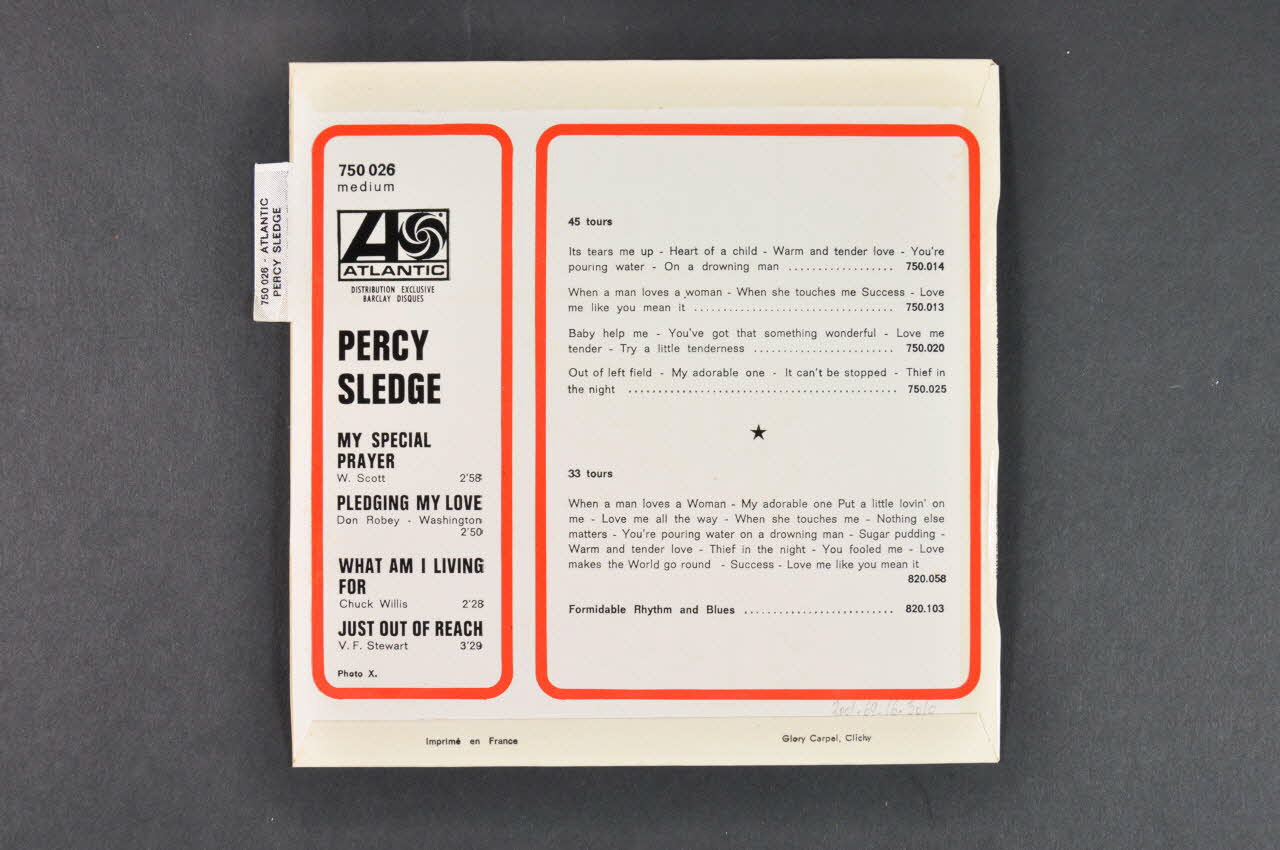 750 026 - ATLANTIC
PERCY SLEDGE
750 026
medium
ATLANTIC
DISTRIBUTION EXCLUSIVE
BARCLAY DISQUES
PERCY
SLEDGE
MY SPECIAL
PRAYER
W. Scott 2'58
PLEDGING MY LOVE
Don Robey - Washington
2'50
WHAT AM I LIVING
FOR
Chuck Willis 2'28
JUST OUT OF REACH
V. F. Stewart 3'29
Photo X.
45 tours
Its tears me up - Heart of a child - Warm and tender love - You're
pouring water - On a drowning man .................. 750.014
When a man loves a woman - When she touches me Success - Love
me like you mean it .................................. 750.013
Baby help me - You've got that something wonderful - Love me
tender - Try a little tenderness ........................ 750.020
Out of left field - My adorable one - It can't be stopped - Thief in
the night ............................................. 750.025
★
33 tours
When a man loves a Woman - My adorable one Put a little lovin' on
me - Love me all the way - When she touches me - Nothing else
matters - You're pouring water on a drowning man - Sugar pudding -
Warm and tender love - Thief in the night - You fooled me - Love
makes the World go round - Success - Love me like you mean it
820.058
Formidable Rhythm and Blues ......................... 820.103
Imprimé en France
Glory Carpel, Clichy